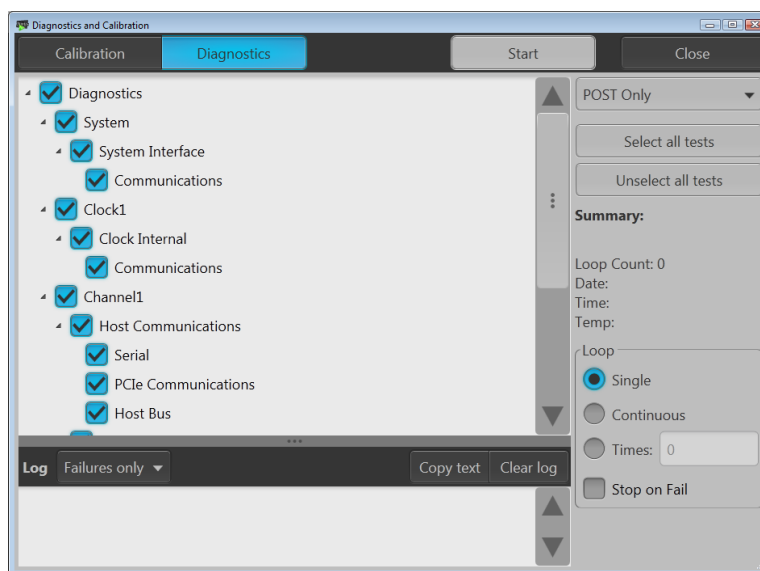 Diagnostics and Calibration
Calibration
Diagnostics
Start
Close
Diagnostics
System
System Interface
Communications
Clock1
Clock Internal
Communications
Channel1
Host Communications
Serial
PCIe Communications
Host Bus
POST Only
Select all tests
Unselect all tests
Summary:
Loop Count: 0
Date:
Time:
Temp:
Loop
Single
Continuous
Times: 0
Stop on Fail
Log Failures only Copy text Clear log